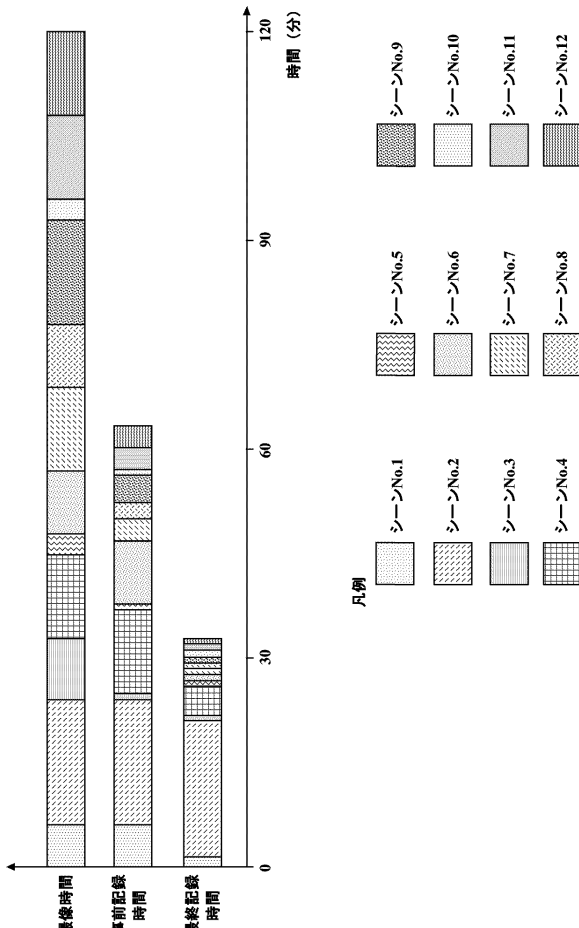 撮像時間
事前記録
時間
最終記録
時間
0
30
60
90
120
時間（分）
凡例
シーンNo.1
シーンNo.2
シーンNo.3
シーンNo.4
シーンNo.5
シーンNo.6
シーンNo.7
シーンNo.8
シーンNo.9
シーンNo.10
シーンNo.11
シーンNo.12